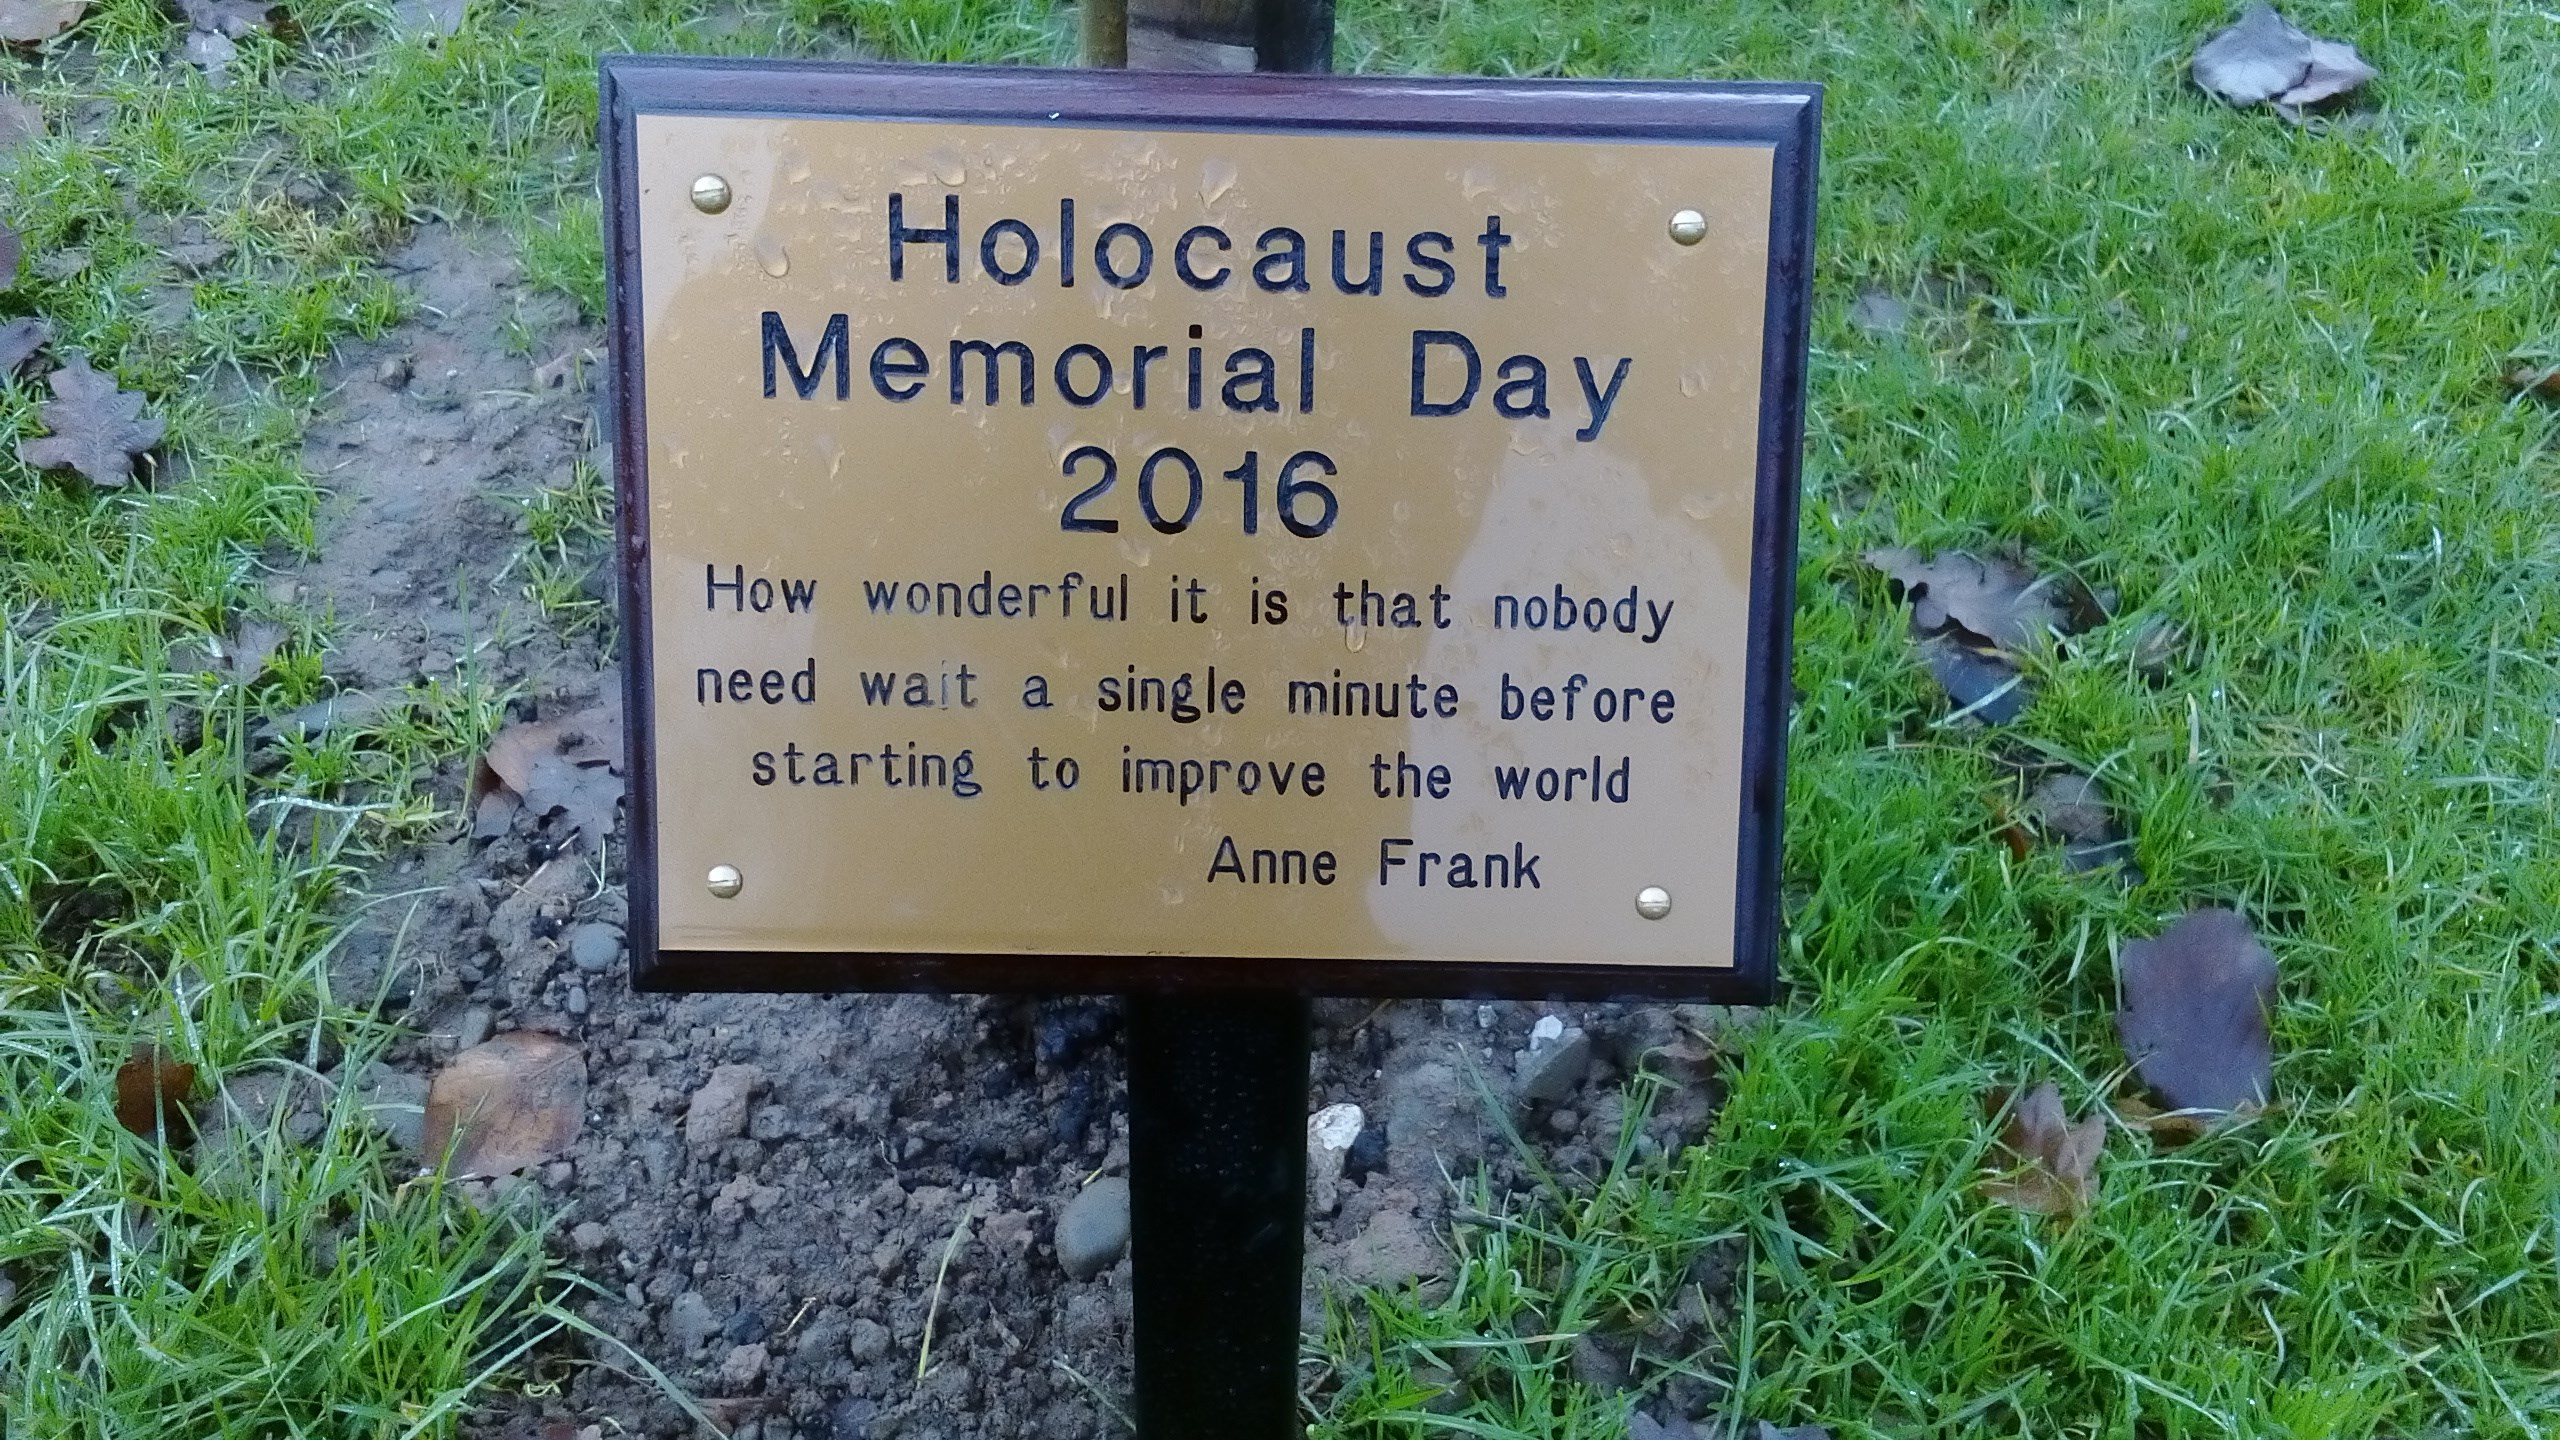 Holocaust
Memorial Day
2016
How wonderful it is that nobody
need wait a single minute before
starting to improve the world
Anne Frank